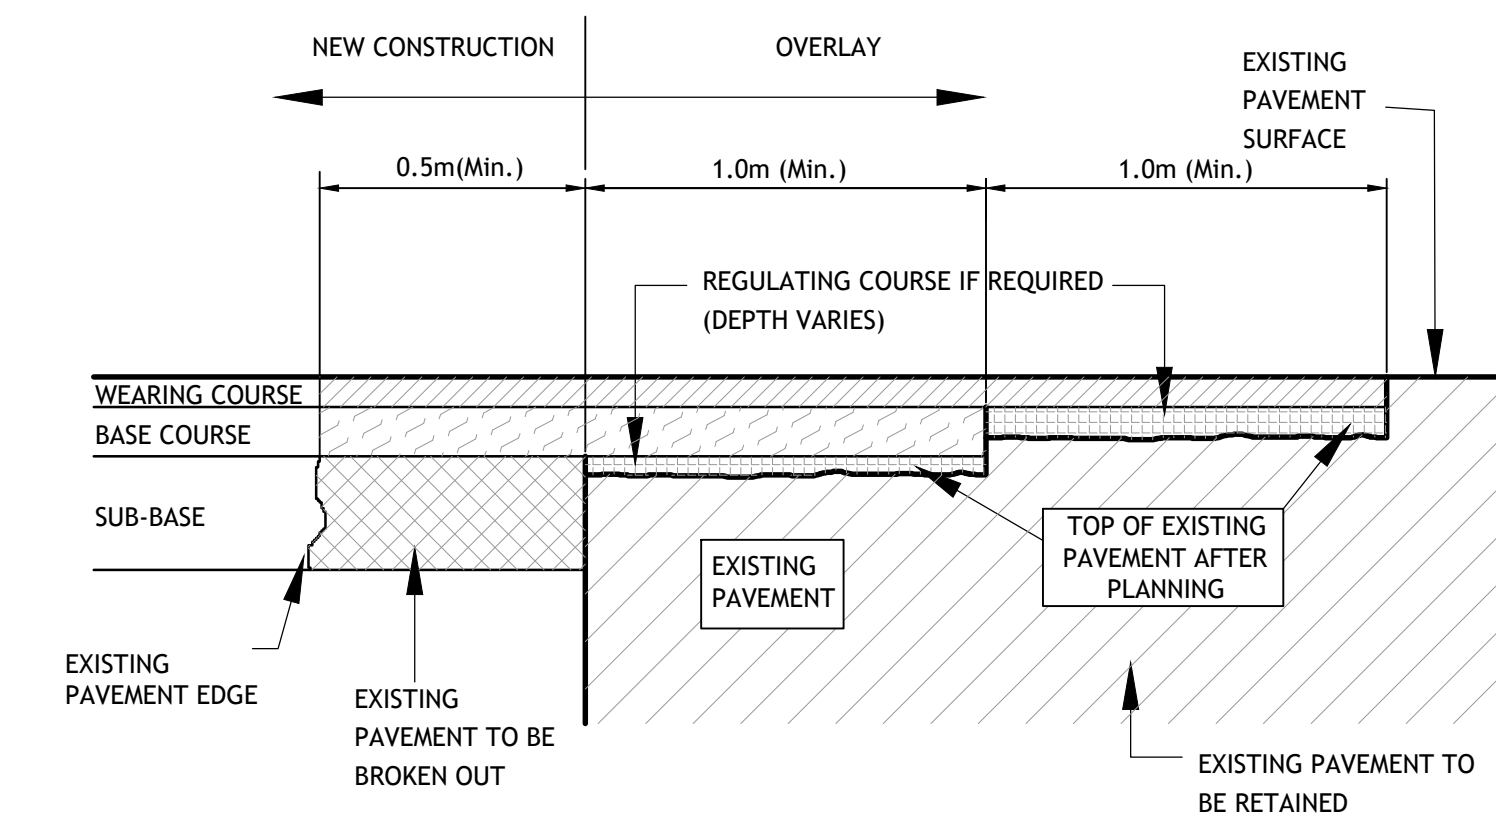 NEW CONSTRUCTION
OVERLAY
EXISTING
PAVEMENT
SURFACE
0.5m(Min.)
1.0m (Min.)
1.0m (Min.)
REGULATING COURSE IF REQUIRED
(DEPTH VARIES)
WEARING COURSE
BASE COURSE
SUB-BASE
TOP OF EXISTING
PAVEMENT AFTER
PLANNING
EXISTING
PAVEMENT
EXISTING
PAVEMENT EDGE
EXISTING
PAVEMENT TO BE
BROKEN OUT
EXISTING PAVEMENT TO
BE RETAINED